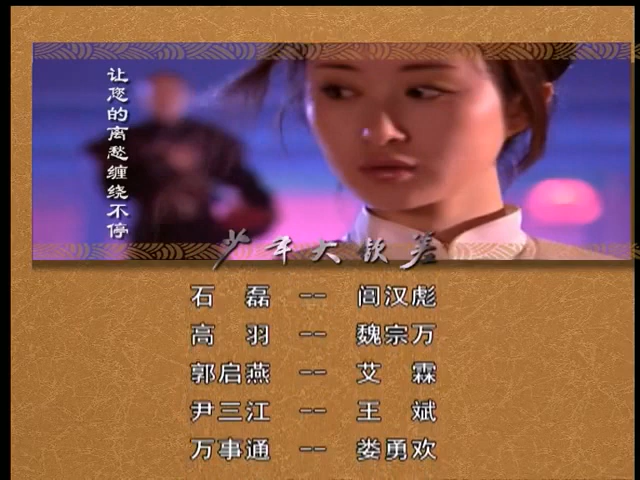 让您的离愁缠绕不停
少年大钦差
石磊 -- 闫汉彪
高羽 -- 魏宗万
郭启燕 -- 艾霖
尹三江 -- 王斌
万事通 -- 娄勇欢